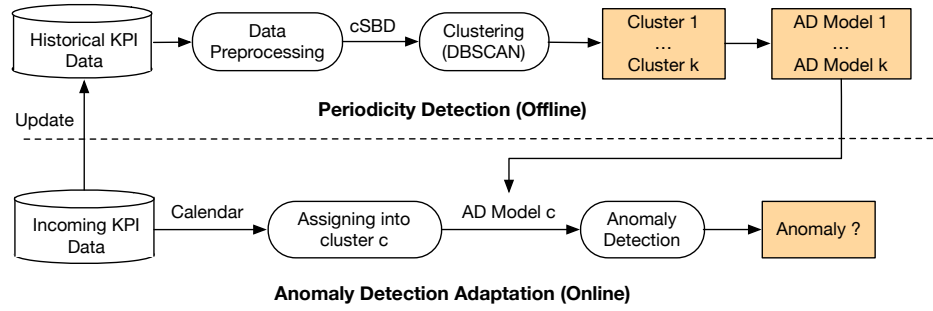 Historical KPI
Data
Data
Preprocessing
cSBD
Clustering
(DBSCAN)
Cluster 1
...
Cluster k
AD Model 1
...
AD Model k
Periodicity Detection (Offline)
Update
Incoming KPI
Data
Calendar
Assigning into
cluster c
AD Model c
Anomaly
Detection
Anomaly ?
Anomaly Detection Adaptation (Online)